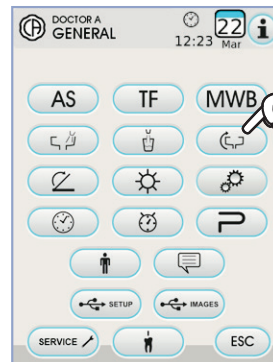 DOCTOR A
GENERAL
12:23
22
Mar
i
AS
TF
MWB
SETUP
IMAGES
SERVICE
ESC